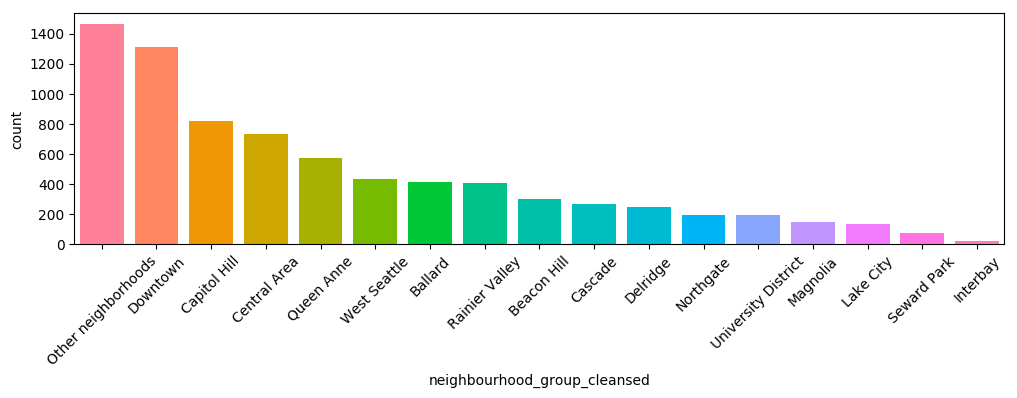 count
1400
1200
1000
800
600
400
200
0
Other neighborhoods
Downtown
Capitol Hill
Central Area
Queen Anne
West Seattle
Ballard
Rainier Valley
Beacon Hill
Cascade
Delridge
Northgate
University District
Magnolia
Lake City
Seward Park
Interbay
neighbourhood_group_cleansed